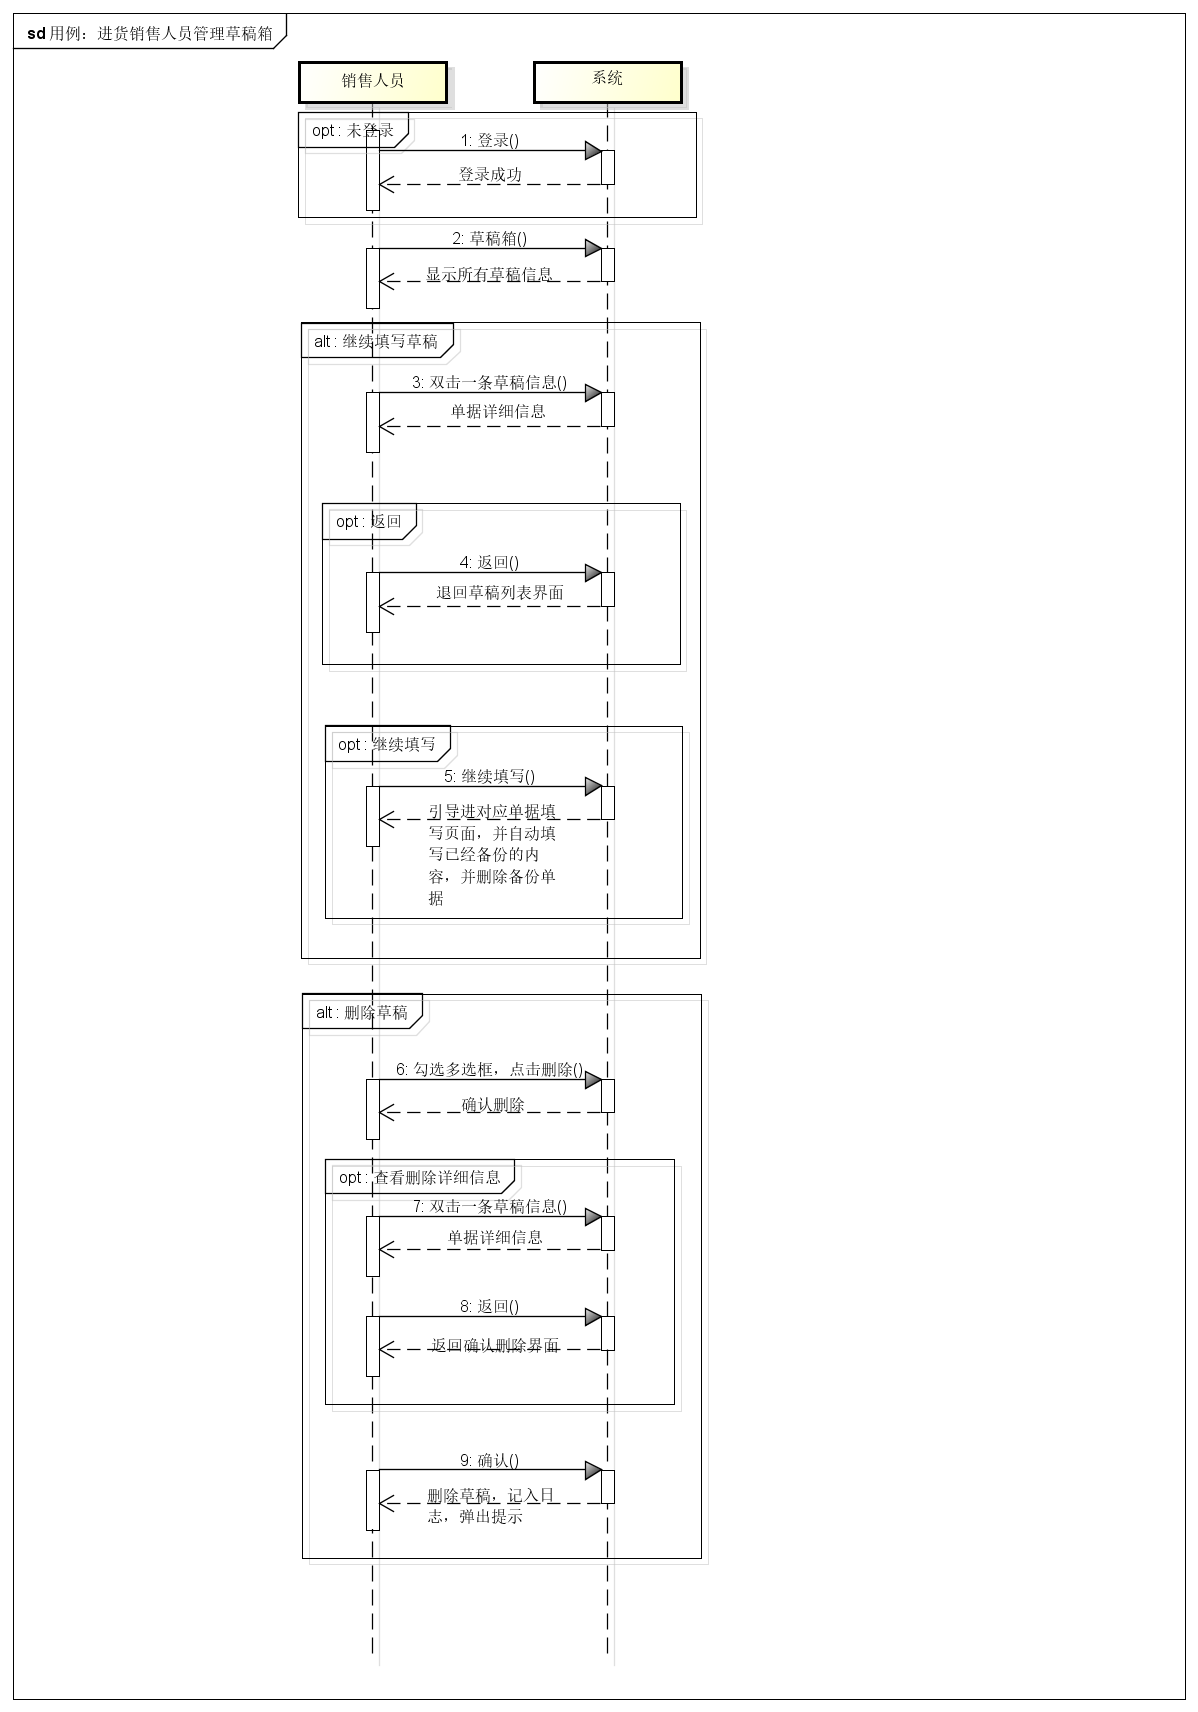 sd 用例：进货销售人员管理草稿箱
销售人员
系统
opt : 未登录
1: 登录()
登录成功
2: 草稿箱()
显示所有草稿信息
alt : 继续填写草稿
3: 双击一条草稿信息()
单据详细信息
opt : 返回
4: 返回()
退回草稿列表界面
opt : 继续填写
5: 继续填写()
引导进对应单据填
写页面，并自动填
写已经备份的内
容，并删除备份单
据
alt : 删除草稿
6: 勾选多选框，点击删除()
确认删除
opt : 查看删除详细信息
7: 双击一条草稿信息()
单据详细信息
8: 返回()
返回确认删除界面
9: 确认()
删除草稿，记入日
志，弹出提示